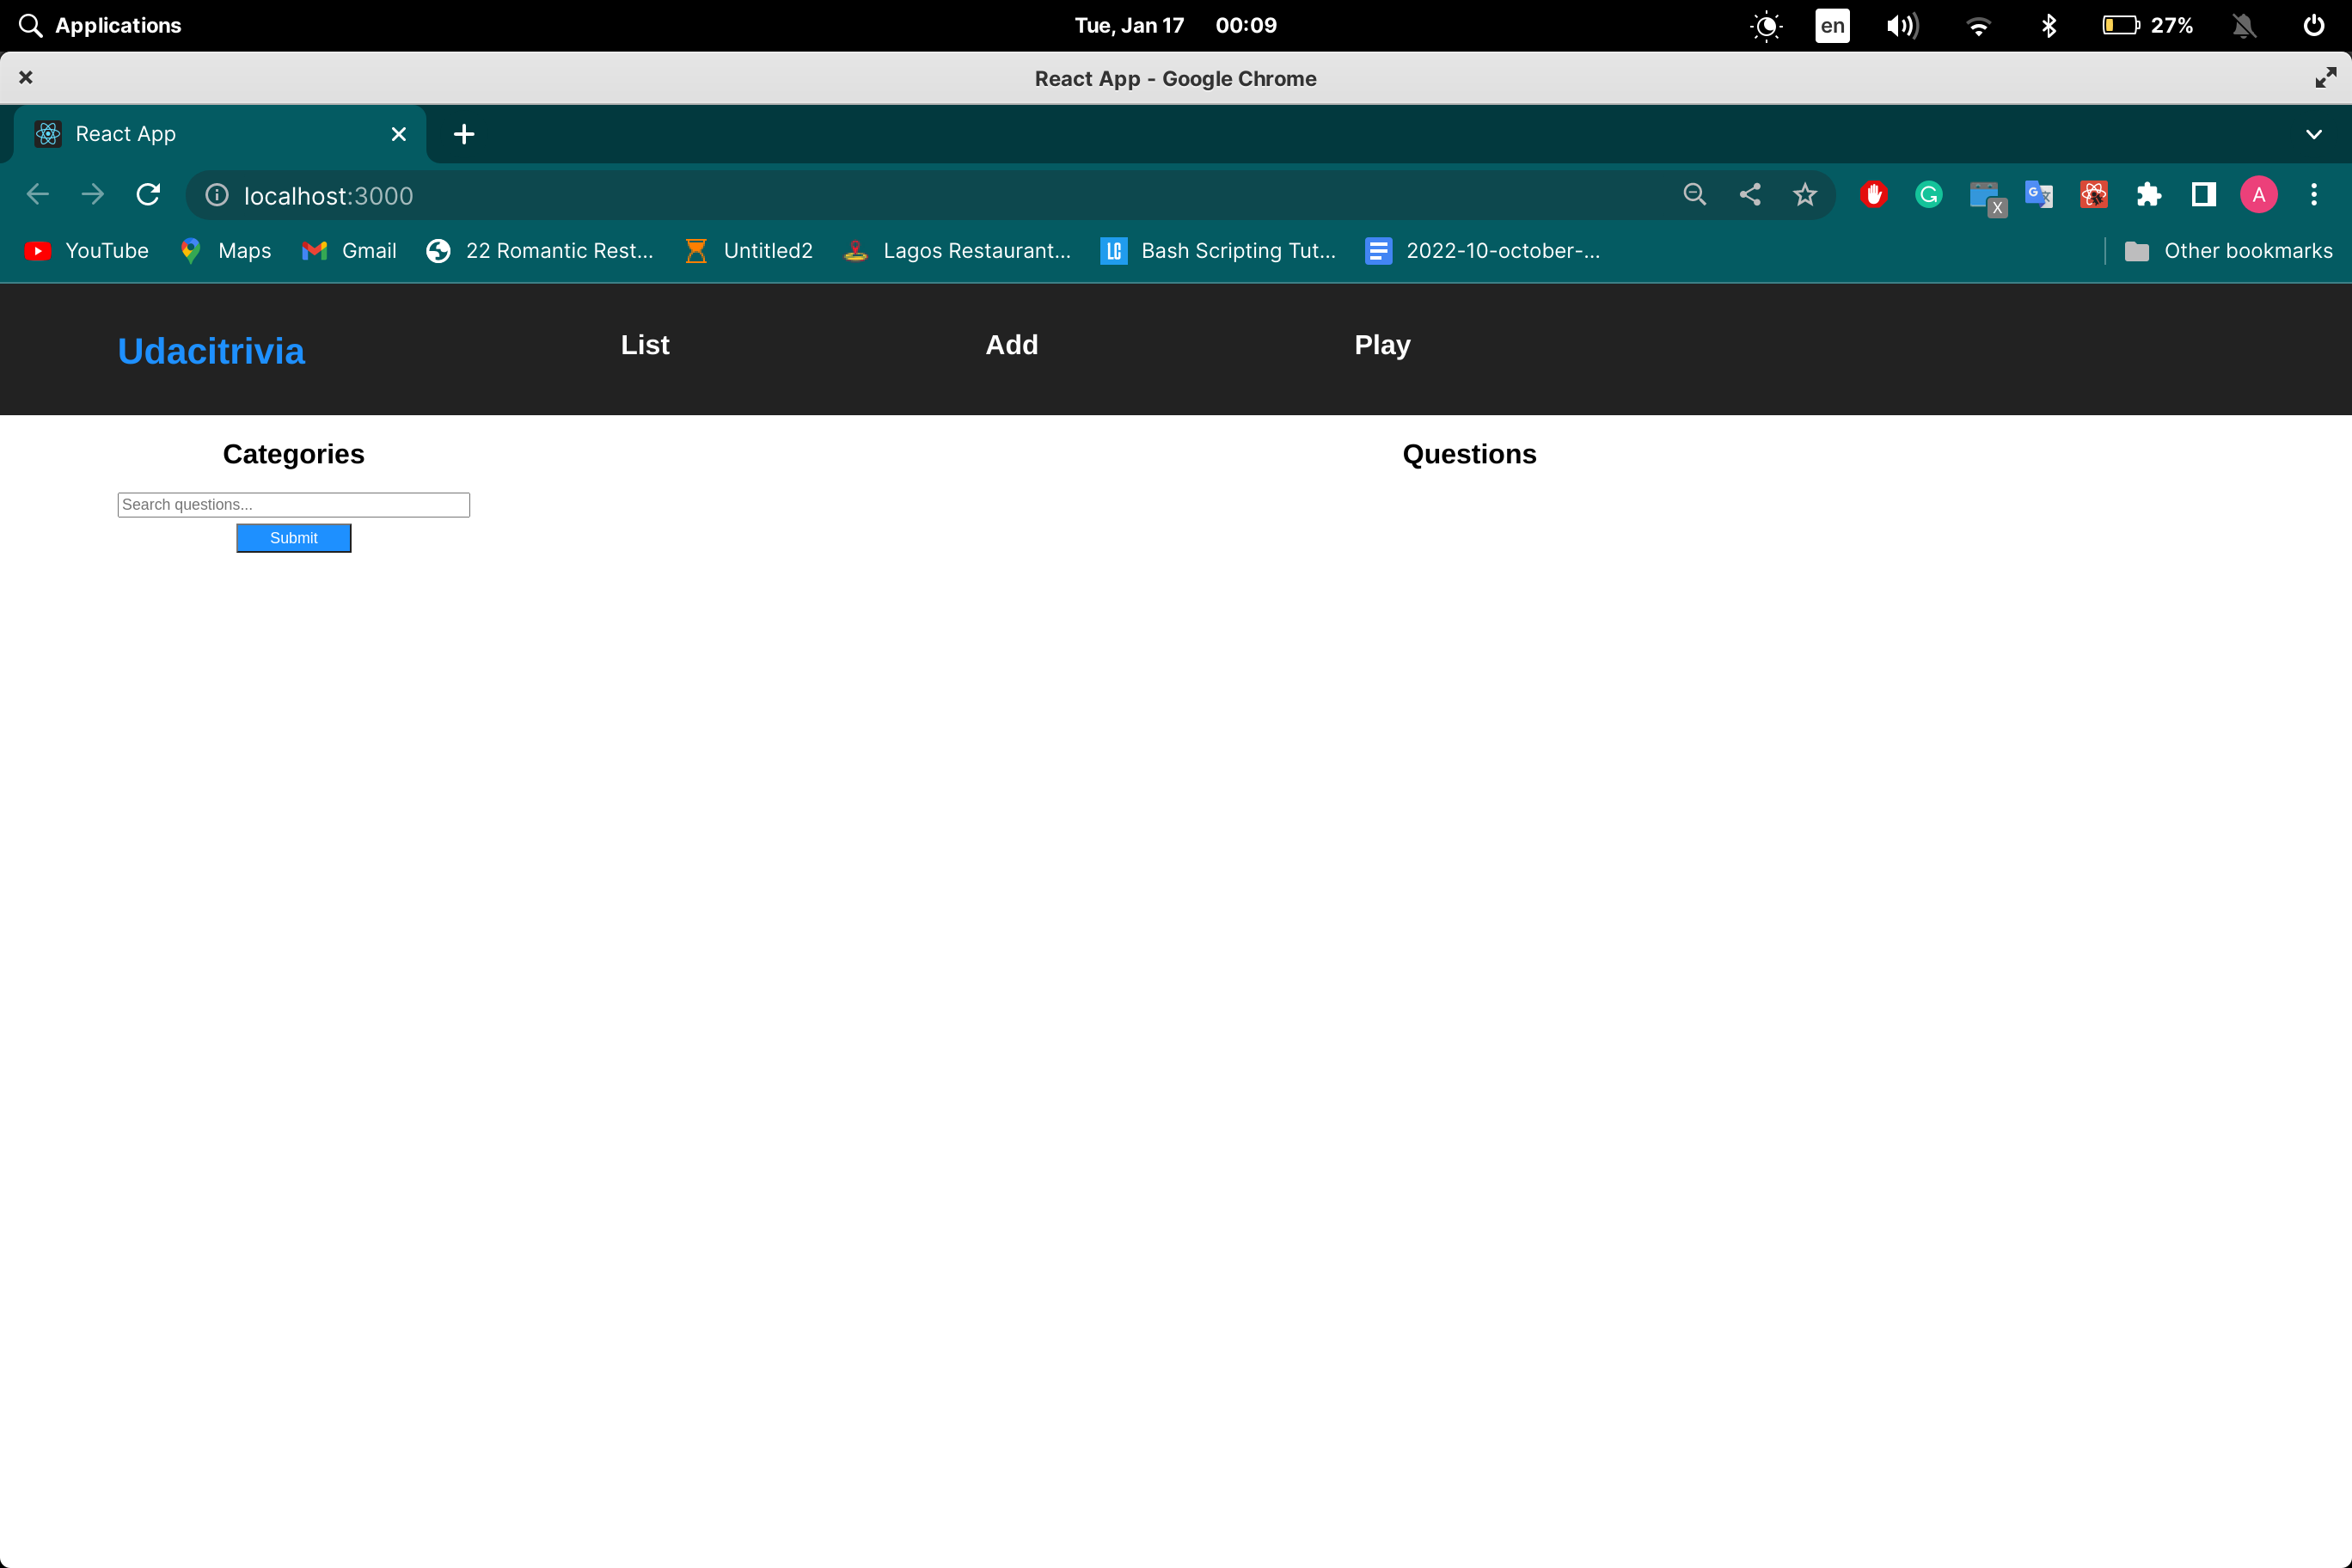 Applications Tue, Jan 17 00:09 en 27%
React App - Google Chrome
React App
localhost:3000 X A
YouTube Maps Gmail 22 Romantic Rest... Untitled2 LC Lagos Restaurant... Bash Scripting Tut... 2022-10-october-... Other bookmarks
Udacitrivia List Add Play
Categories Questions
Search questions...
Submit